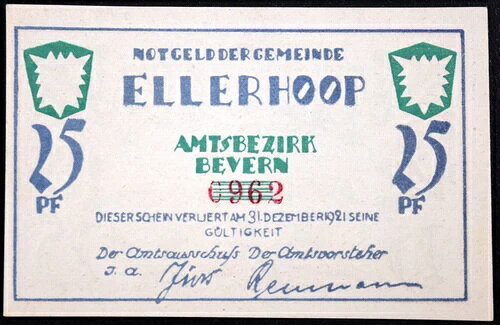 NOTGELD DER GEMEINDE
ELLERHOOP
25
PF
25
PF
AMTSBEZIRK
BEVERN
0962
DIESER SCHEIN VERLIERT AM 31. DEZEMBER 1921 SEINE
GÜLTIGKEIT
Der Amtsausschuß Der Amtsvorsteher
I. A.